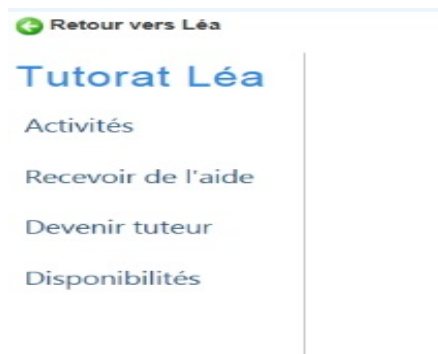 Retour vers Léa
Tutorat Léa
Activités
Recevoir de l'aide
Devenir tuteur
Disponibilités